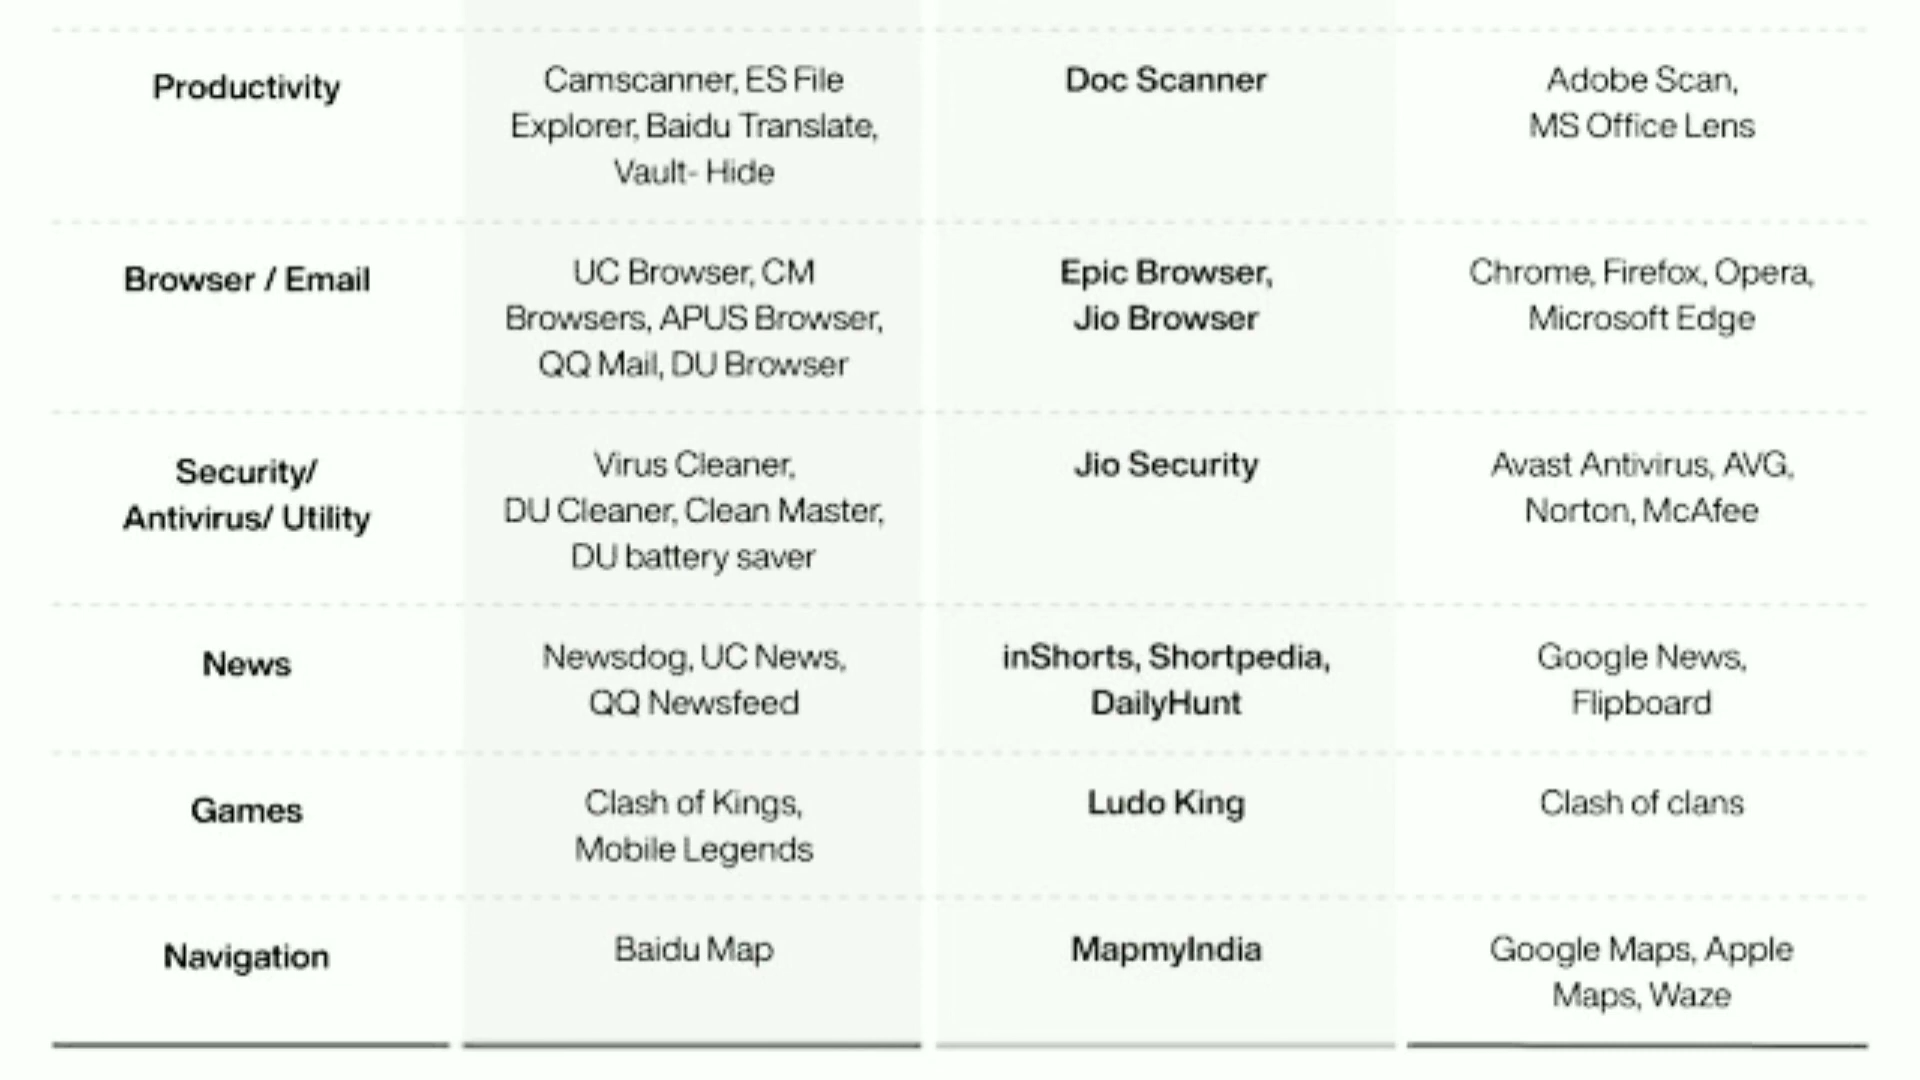 Productivity
Camscanner, ES File
Explorer, Baidu Translate,
Vault- Hide
Doc Scanner
Adobe Scan,
MS Office Lens
Browser / Email
UC Browser, CM
Browsers, APUS Browser,
QQ Mail, DU Browser
Epic Browser,
Jio Browser
Chrome, Firefox, Opera,
Microsoft Edge
Security/
Antivirus/ Utility
Virus Cleaner,
DU Cleaner, Clean Master,
DU battery saver
Jio Security
Avast Antivirus, AVG,
Norton, McAfee
News
Newsdog, UC News,
QQ Newsfeed
inShorts, Shortpedia,
DailyHunt
Google News,
Flipboard
Games
Clash of Kings,
Mobile Legends
Ludo King
Clash of clans
Navigation
Baidu Map
MapmyIndia
Google Maps, Apple
Maps, Waze